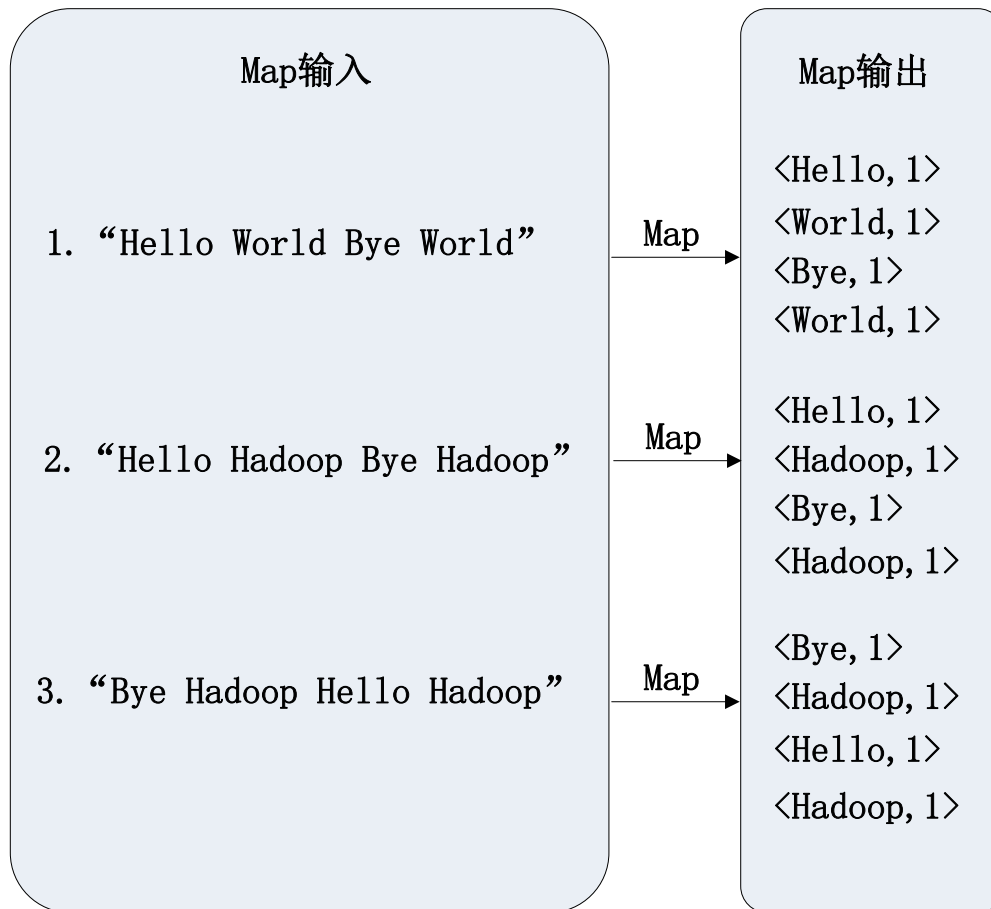 Map输入
Map输出
1. “Hello World Bye World”
Map
<Hello,1>
<World,1>
<Bye,1>
<World,1>
2. “Hello Hadoop Bye Hadoop”
Map
<Hello,1>
<Hadoop,1>
<Bye,1>
<Hadoop,1>
3. “Bye Hadoop Hello Hadoop”
Map
<Bye,1>
<Hadoop,1>
<Hello,1>
<Hadoop,1>